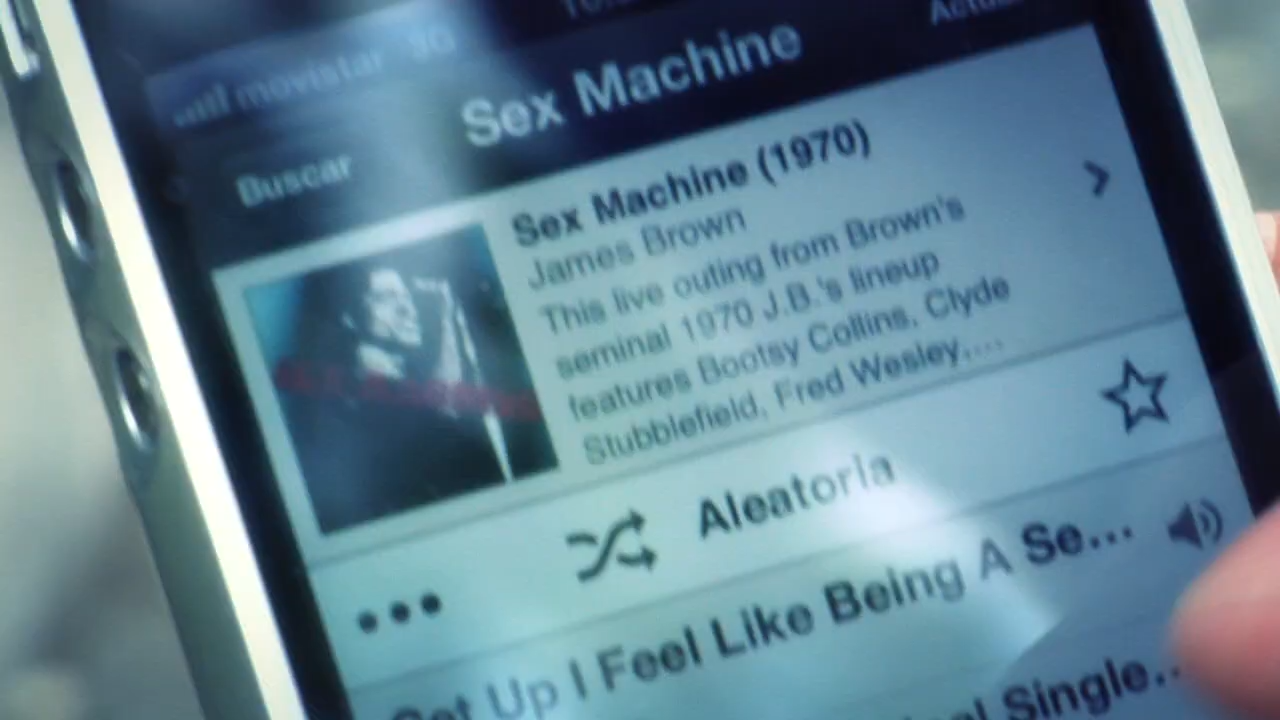 movistar 3G
Sex Machine
Buscar
Sex Machine (1970)
James Brown
This live outing from Brown's
seminal 1970 J.B.'s lineup
features Bootsy Collins, Clyde
Stubblefield, Fred Wesley,...
Aleatoria
Get Up I Feel Like Being A Se...
Single...